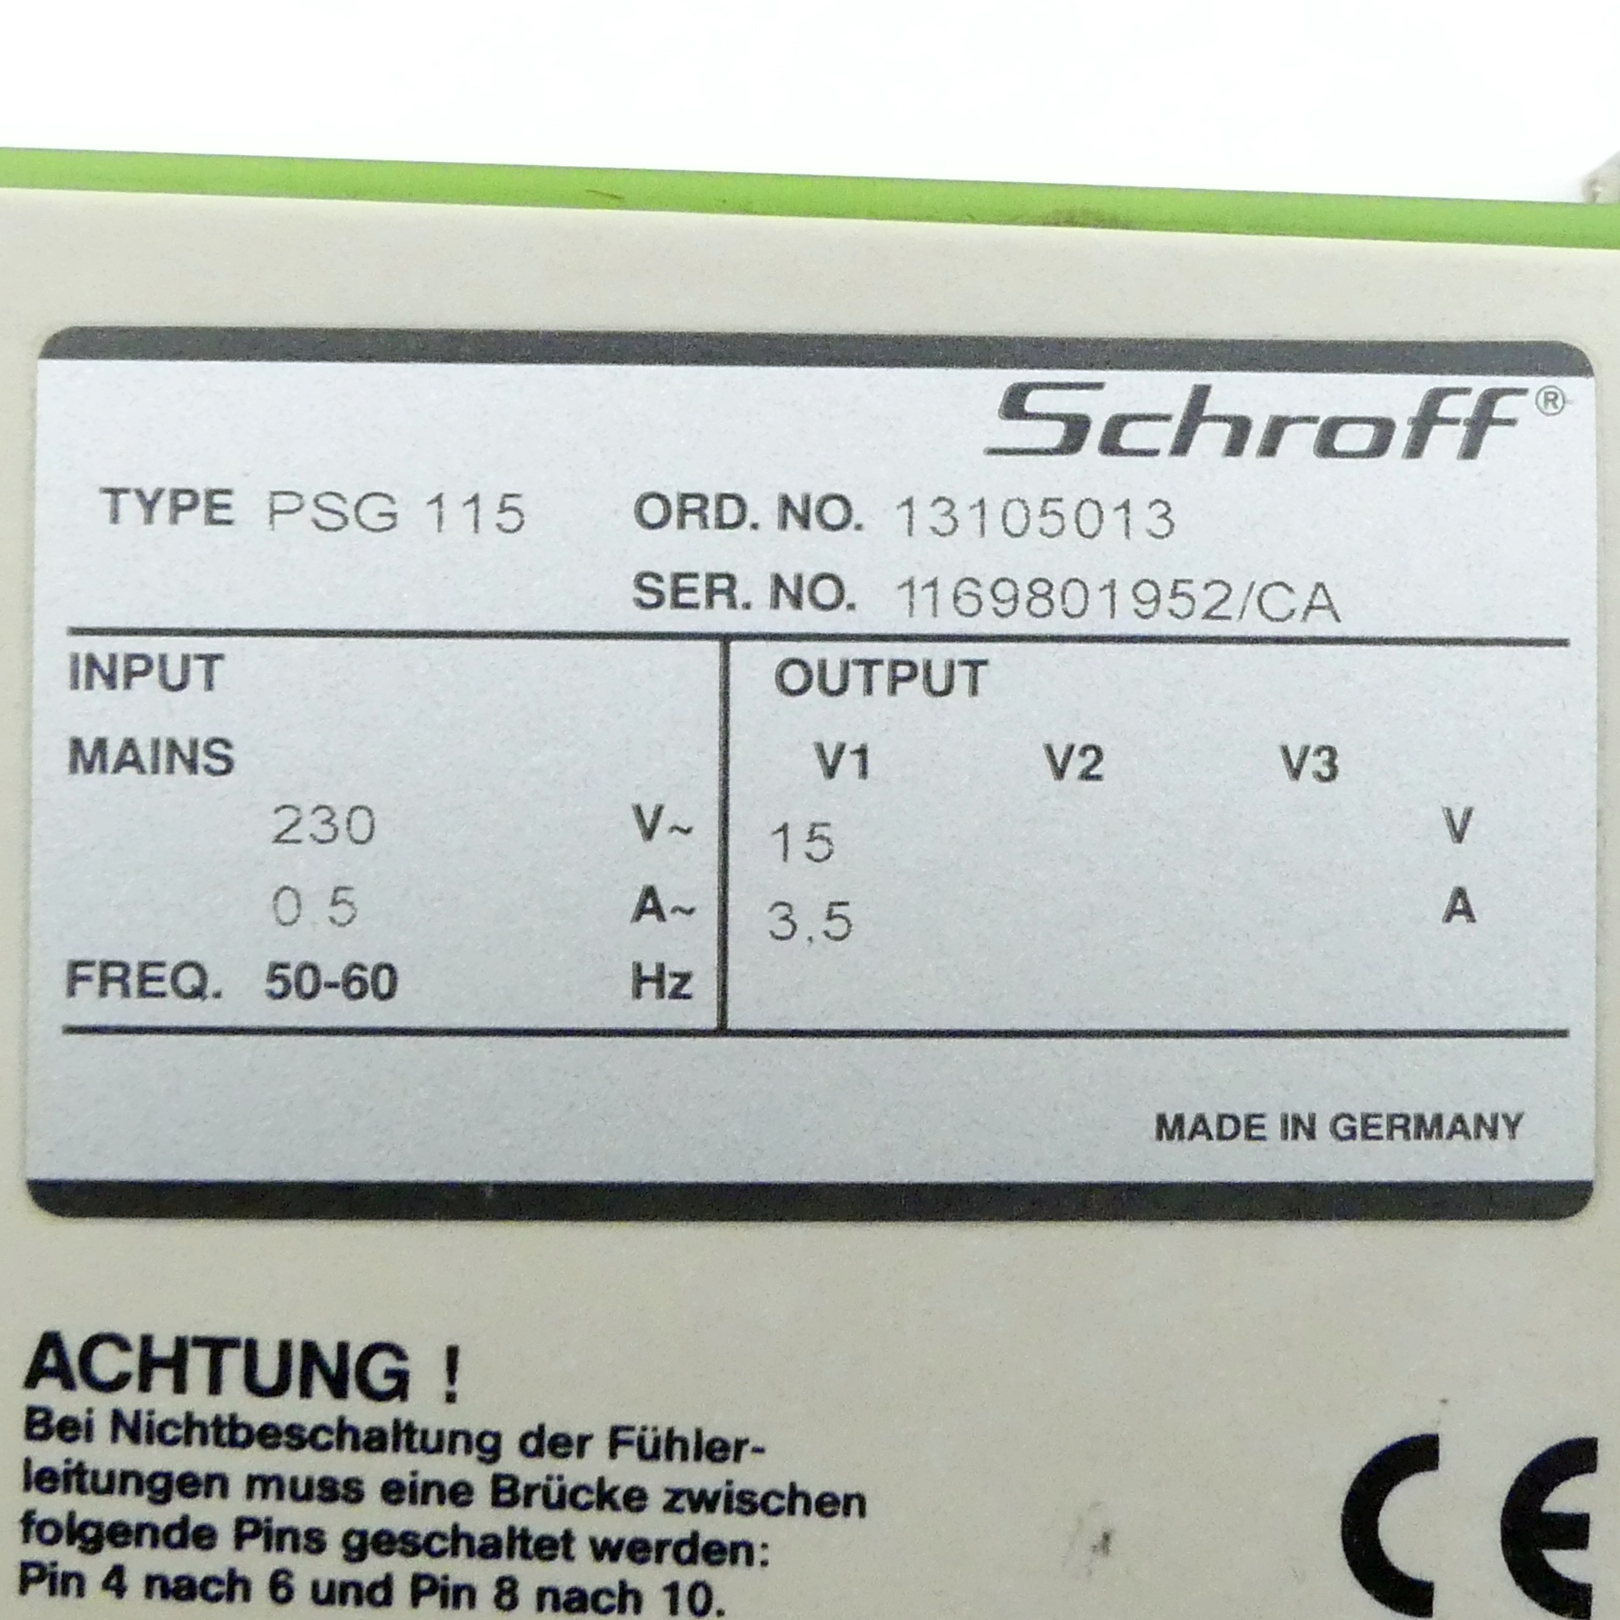 Schroff®
TYPE PSG 115 ORD. NO. 13105013
SER. NO. 1169801952/CA
INPUT OUTPUT
MAINS V1 V2 V3
230 V~ 15 V
0.5 A~ 3.5 A
FREQ. 50-60 Hz
MADE IN GERMANY
ACHTUNG !
Bei Nichtbeschaltung der Fühler-
leitungen muss eine Brücke zwischen
folgende Pins geschaltet werden:
Pin 4 nach 6 und Pin 8 nach 10.
CE